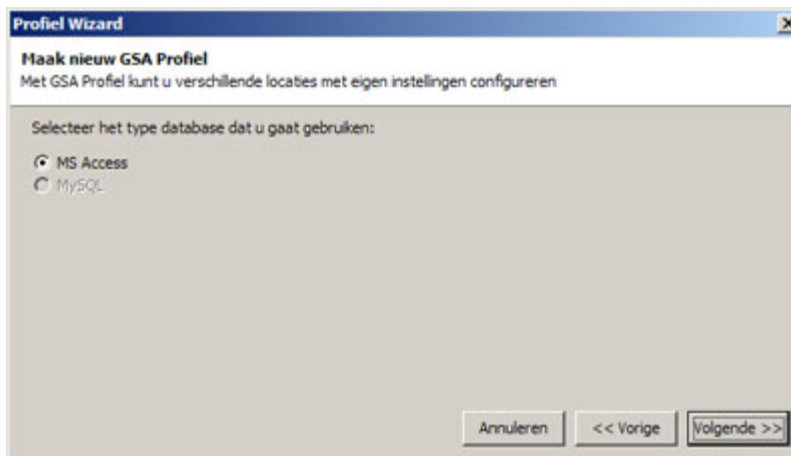 Profiel Wizard
Maak nieuw GSA Profiel
Met GSA Profiel kunt u verschillende locaties met eigen instellingen configureren
Selecteer het type database dat u gaat gebruiken:
MS Access
MySQL
Annuleren
<< Vorige
Volgende >>